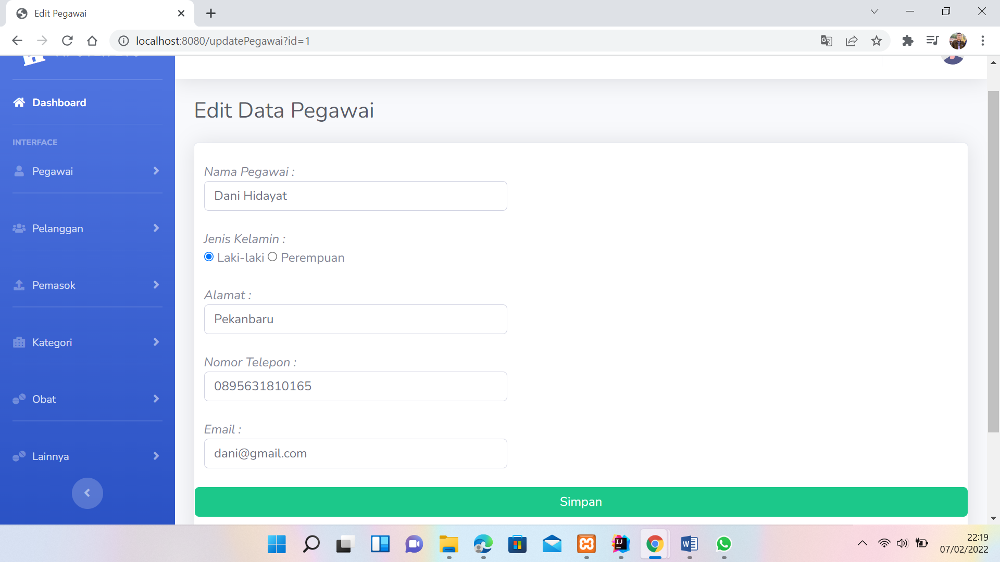 Edit Pegawai
localhost:8080/updatePegawai?id=1
Dashboard
INTERFACE
Pegawai
Pelanggan
Pemasok
Kategori
Obat
Lainnya
Edit Data Pegawai
Nama Pegawai :
Dani Hidayat
Jenis Kelamin :
Laki-laki Perempuan
Alamat :
Pekanbaru
Nomor Telepon :
0895631810165
Email :
dani@gmail.com
Simpan
22:19
07/02/2022